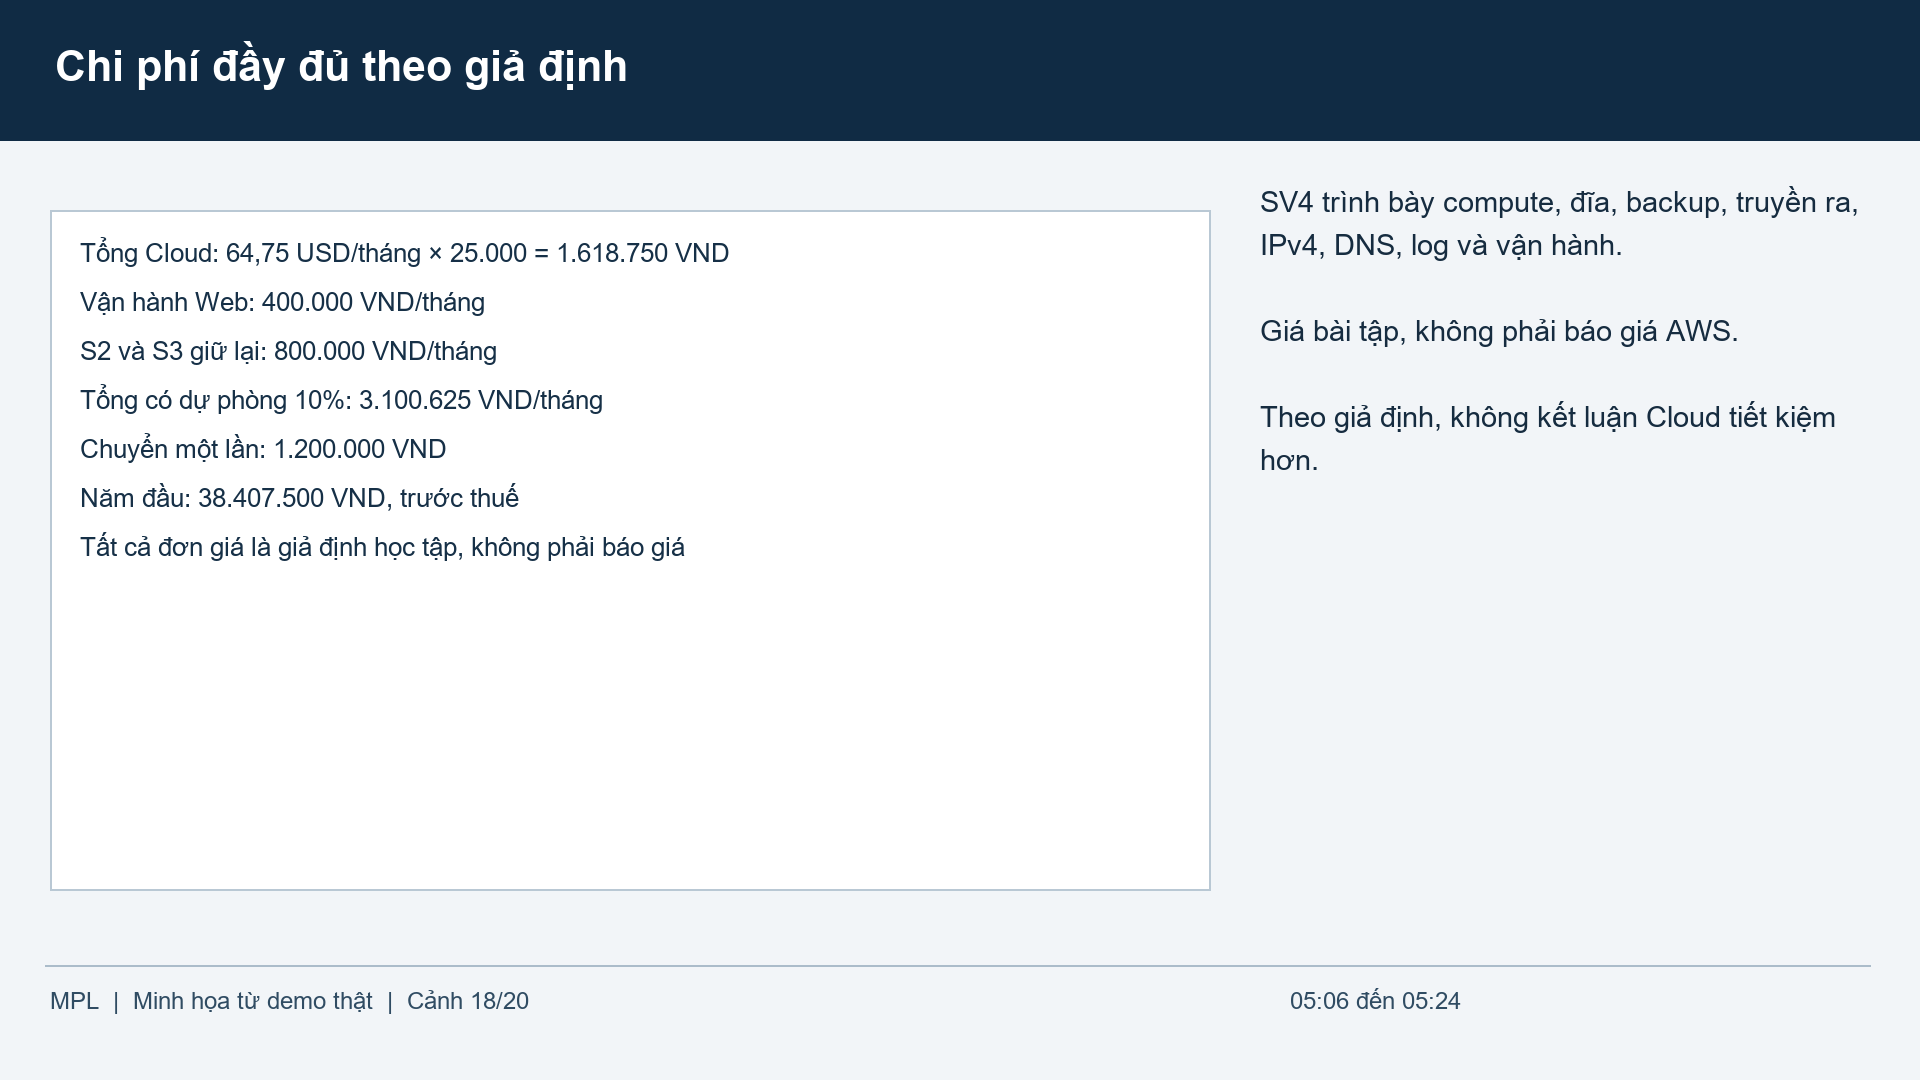 Chi phí đầy đủ theo giả định
Tổng Cloud: 64,75 USD/tháng × 25.000 = 1.618.750 VND
Vận hành Web: 400.000 VND/tháng
S2 và S3 giữ lại: 800.000 VND/tháng
Tổng có dự phòng 10%: 3.100.625 VND/tháng
Chuyển một lần: 1.200.000 VND
Năm đầu: 38.407.500 VND, trước thuế
Tất cả đơn giá là giả định học tập, không phải báo giá
SV4 trình bày compute, đĩa, backup, truyền ra,
IPv4, DNS, log và vận hành.
Giá bài tập, không phải báo giá AWS.
Theo giả định, không kết luận Cloud tiết kiệm
hơn.
MPL | Minh họa từ demo thật | Cảnh 18/20
05:06 đến 05:24